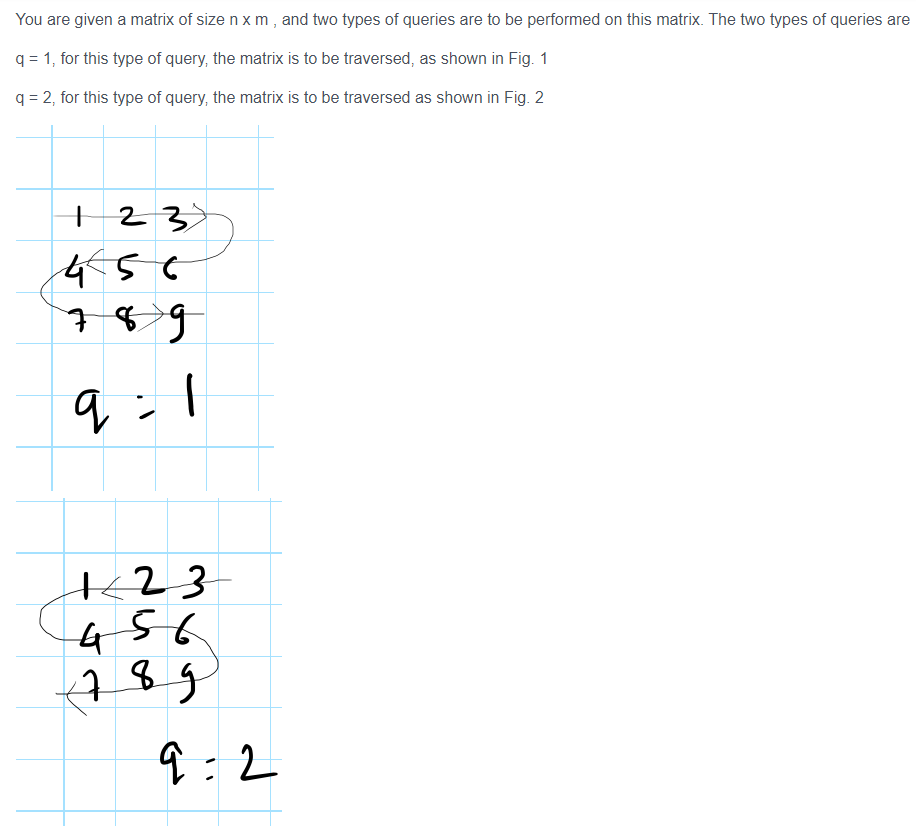 You are given a matrix of size n x m , and two types of queries are to be performed on this matrix. The two types of queries are
q = 1, for this type of query, the matrix is to be traversed, as shown in Fig. 1
q = 2, for this type of query, the matrix is to be traversed as shown in Fig. 2
1 2 3
4 5 6
7 8 9
q = 1
1 2 3
4 5 6
7 8 9
q = 2